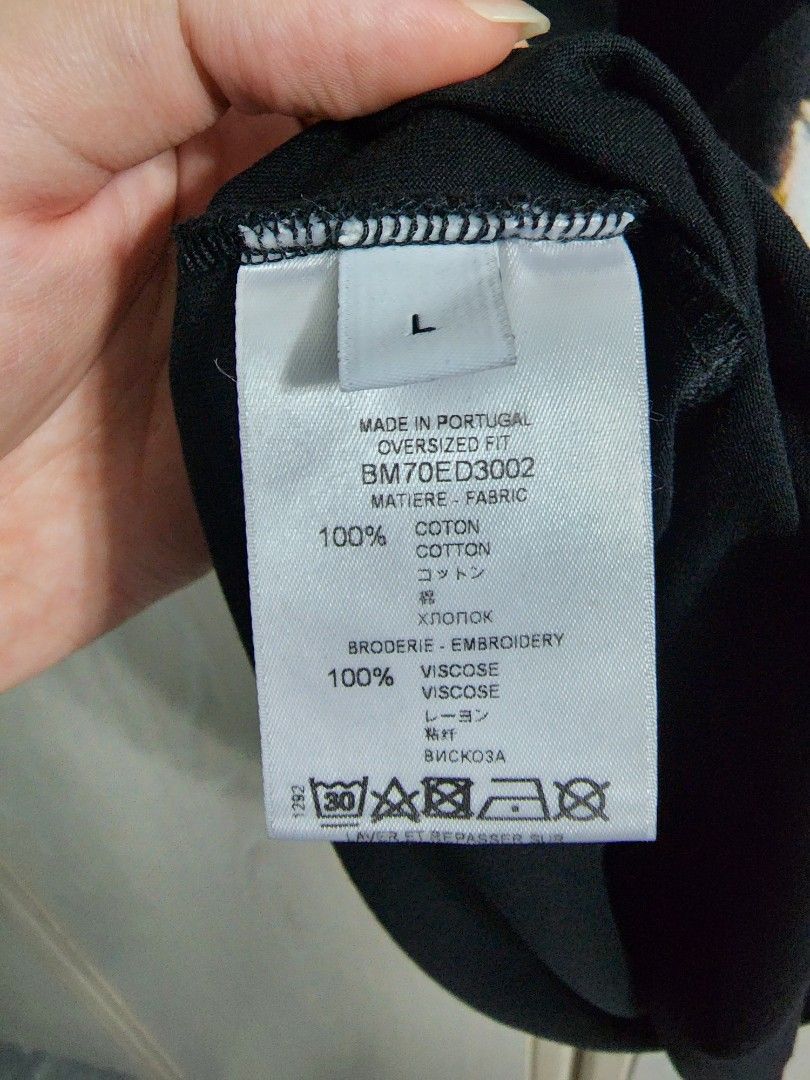 L
MADE IN PORTUGAL
OVERSIZED FIT
BM70ED3002
MATIERE - FABRIC
100% COTON
COTTON
コットン
棉
ХЛОПОК
BRODERIE - EMBROIDERY
100% VISCOSE
VISCOSE
レーヨン
粘纤
ВИСКОЗА
1292
30
LAVER ET REPASSER SUR